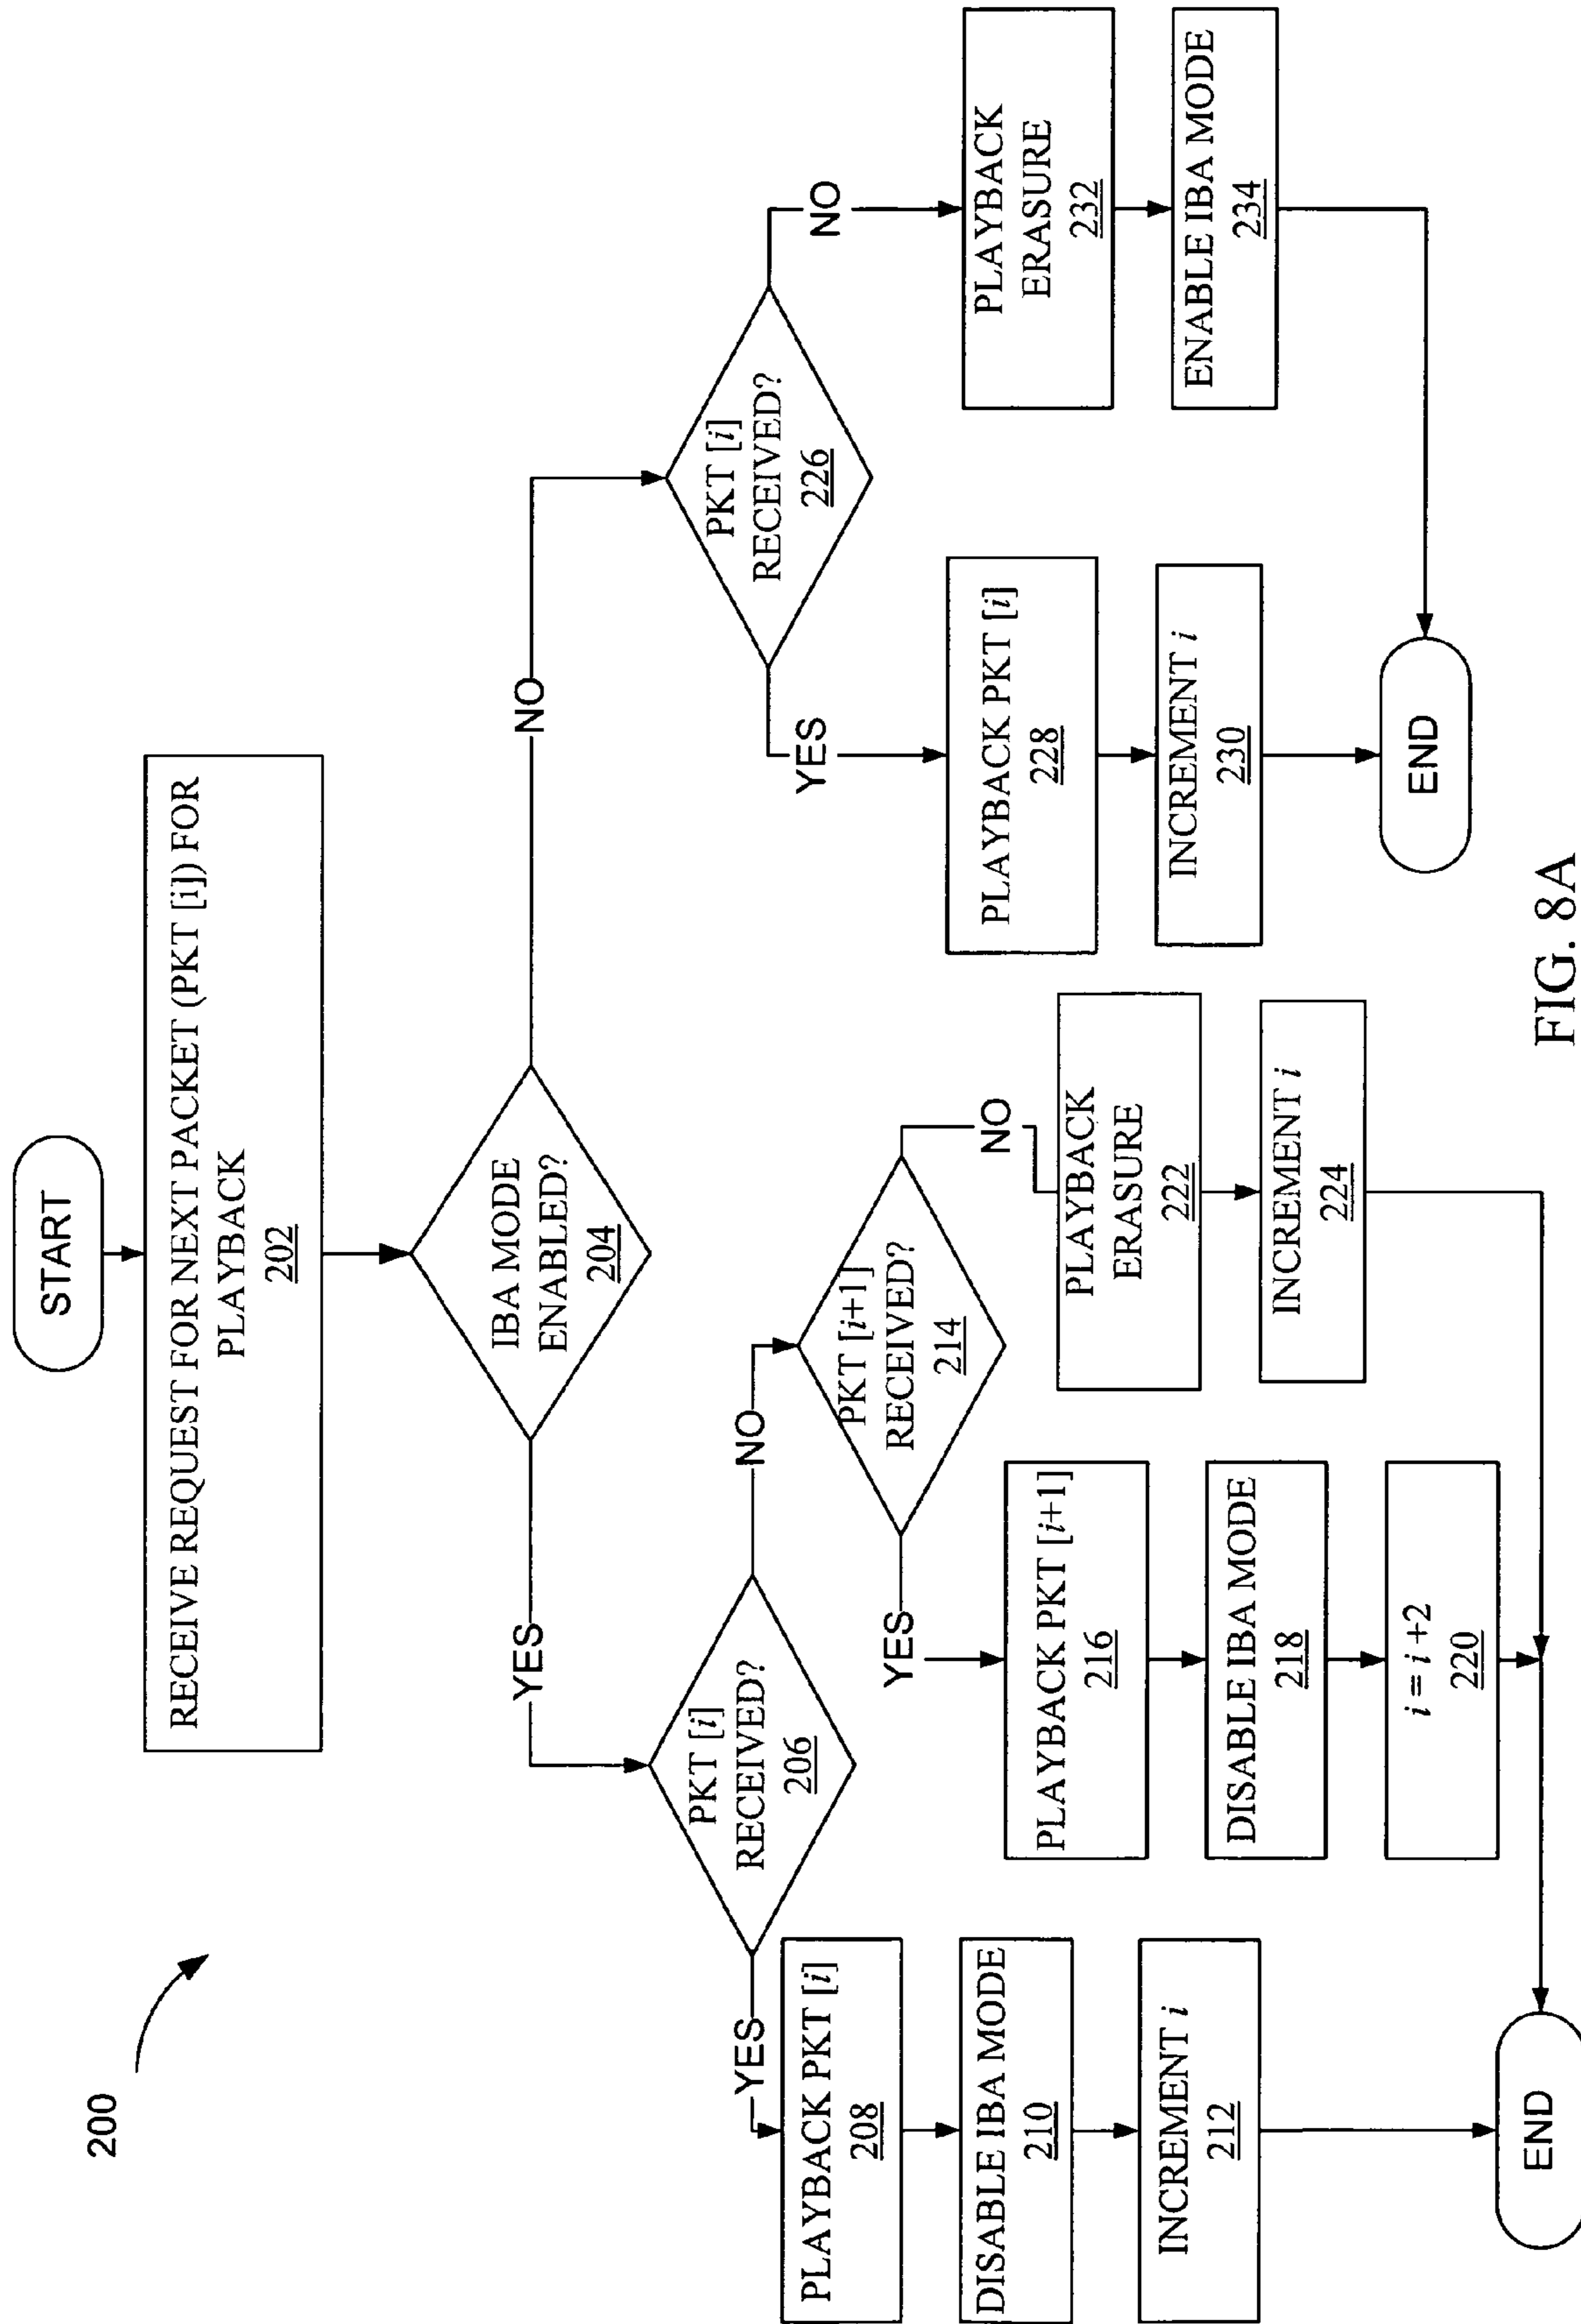 200
START
RECEIVE REQUEST FOR NEXT PACKET (PKT [i]) FOR
PLAYBACK
202
IBA MODE
ENABLED?
204
YES
NO
PKT [i]
RECEIVED?
206
YES
NO
PLAYBACK PKT [i]
208
DISABLE IBA MODE
210
INCREMENT i
212
END
PKT [i+1]
RECEIVED?
214
YES
NO
PLAYBACK PKT [i+1]
216
DISABLE IBA MODE
218
i = i +2
220
PLAYBACK
ERASURE
222
INCREMENT i
224
PKT [i]
RECEIVED?
226
YES
NO
PLAYBACK PKT [i]
228
INCREMENT i
230
END
PLAYBACK
ERASURE
232
ENABLE IBA MODE
234
FIG. 8A